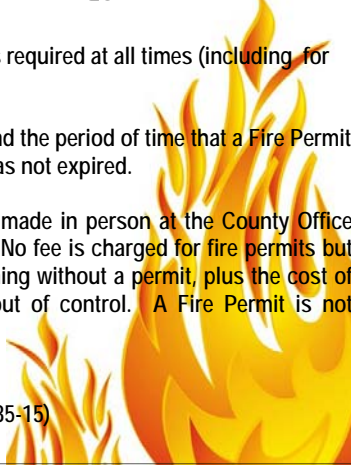 s required at all times (including for
nd the period of time that a Fire Permit
as not expired.
made in person at the County Office
No fee is charged for fire permits but
ning without a permit, plus the cost of
out of control. A Fire Permit is not
35-15)